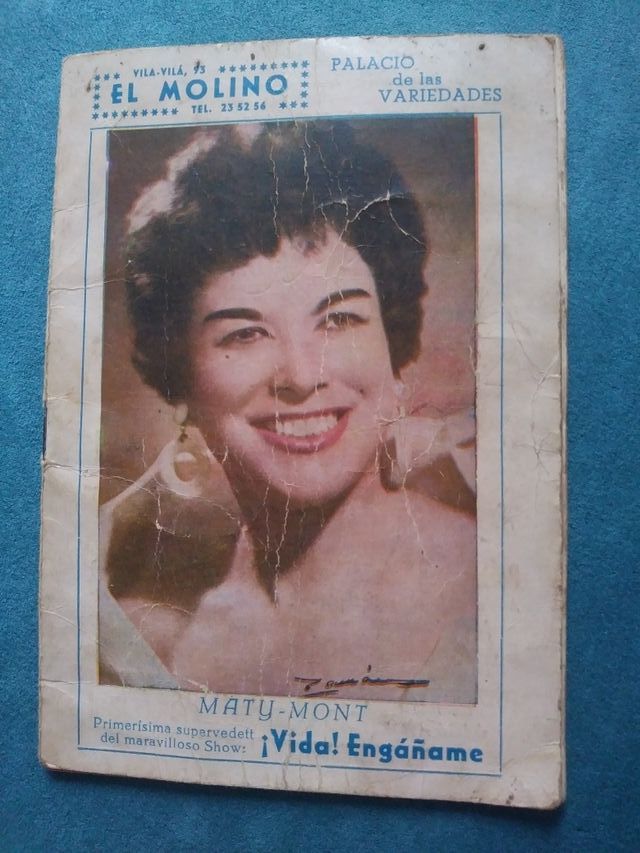 VILA-VILÁ, 93
EL MOLINO
TEL. 23 52 56
PALACIO
de las
VARIEDADES
MATY-MONT
Primerísima supervedett
del maravilloso Show:
¡Vida! Engáñame